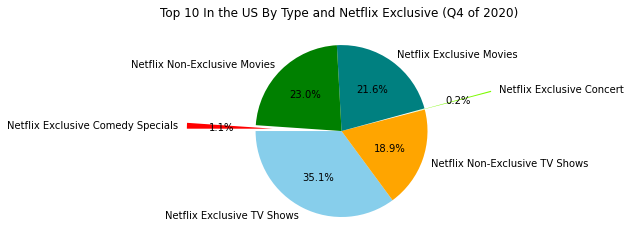 Top 10 In the US By Type and Netflix Exclusive (Q4 of 2020)
Netflix Exclusive Movies
21.6%
Netflix Non-Exclusive Movies
23.0%
Netflix Exclusive Concert
0.2%
Netflix Exclusive Comedy Specials
1.1%
Netflix Non-Exclusive TV Shows
18.9%
35.1%
Netflix Exclusive TV Shows